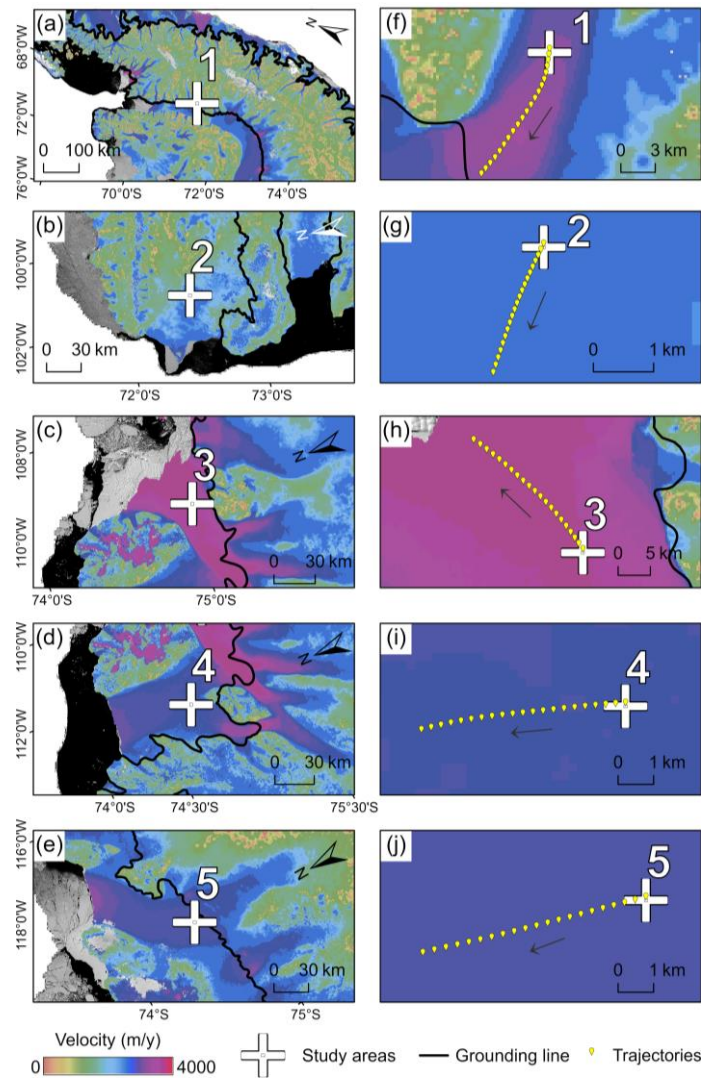 (a)
N
1
68°0'W
72°0'W
76°0'W
0 100 km
70°0'S 72°0'S 74°0'S
(f)
1
0 3 km
(b)
N
2
100°0'W
102°0'W
0 30 km
72°0'S 73°0'S
(g)
2
0 1 km
(c)
N
3
108°0'W
110°0'W
0 30 km
74°0'S 75°0'S
(h)
3
0 5 km
(d)
N
4
110°0'W
112°0'W
0 30 km
74°0'S 74°30'S 75°30'S
(i)
4
0 1 km
(e)
N
5
116°0'W
118°0'W
0 30 km
74°0'S 75°0'S
(j)
5
0 1 km
Velocity (m/y)
0 4000
Study areas
Grounding line
Trajectories